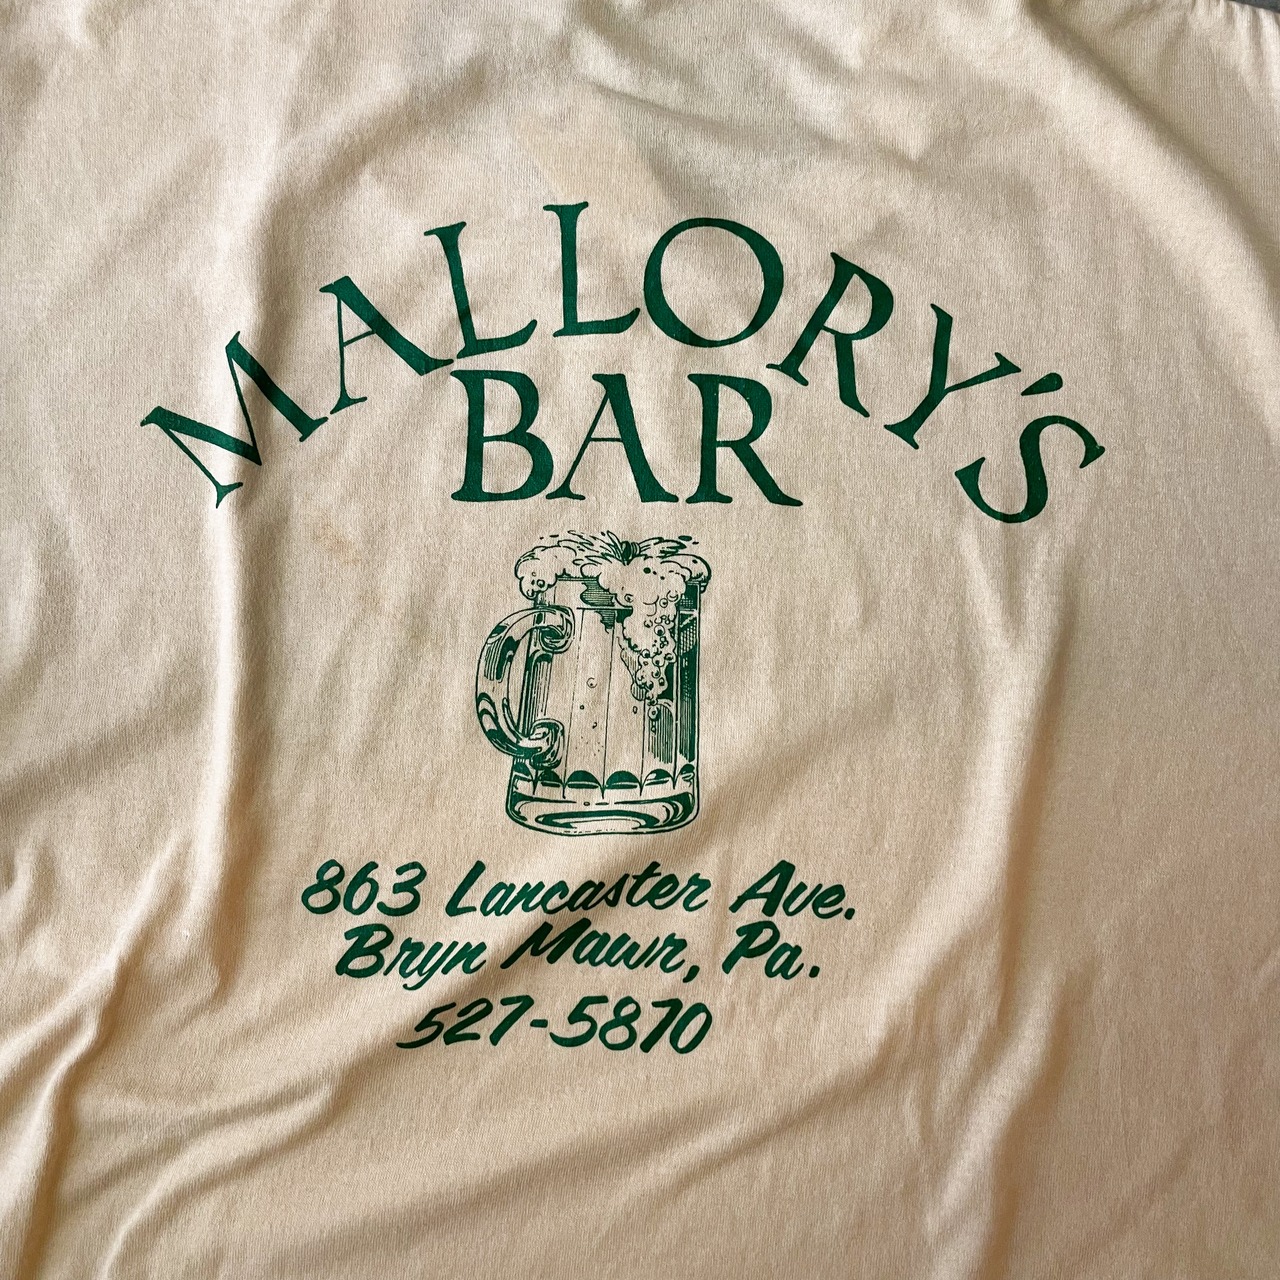 MALLORY'S
BAR
863 Lancaster Ave.
Bryn Mawr, Pa.
527-5870